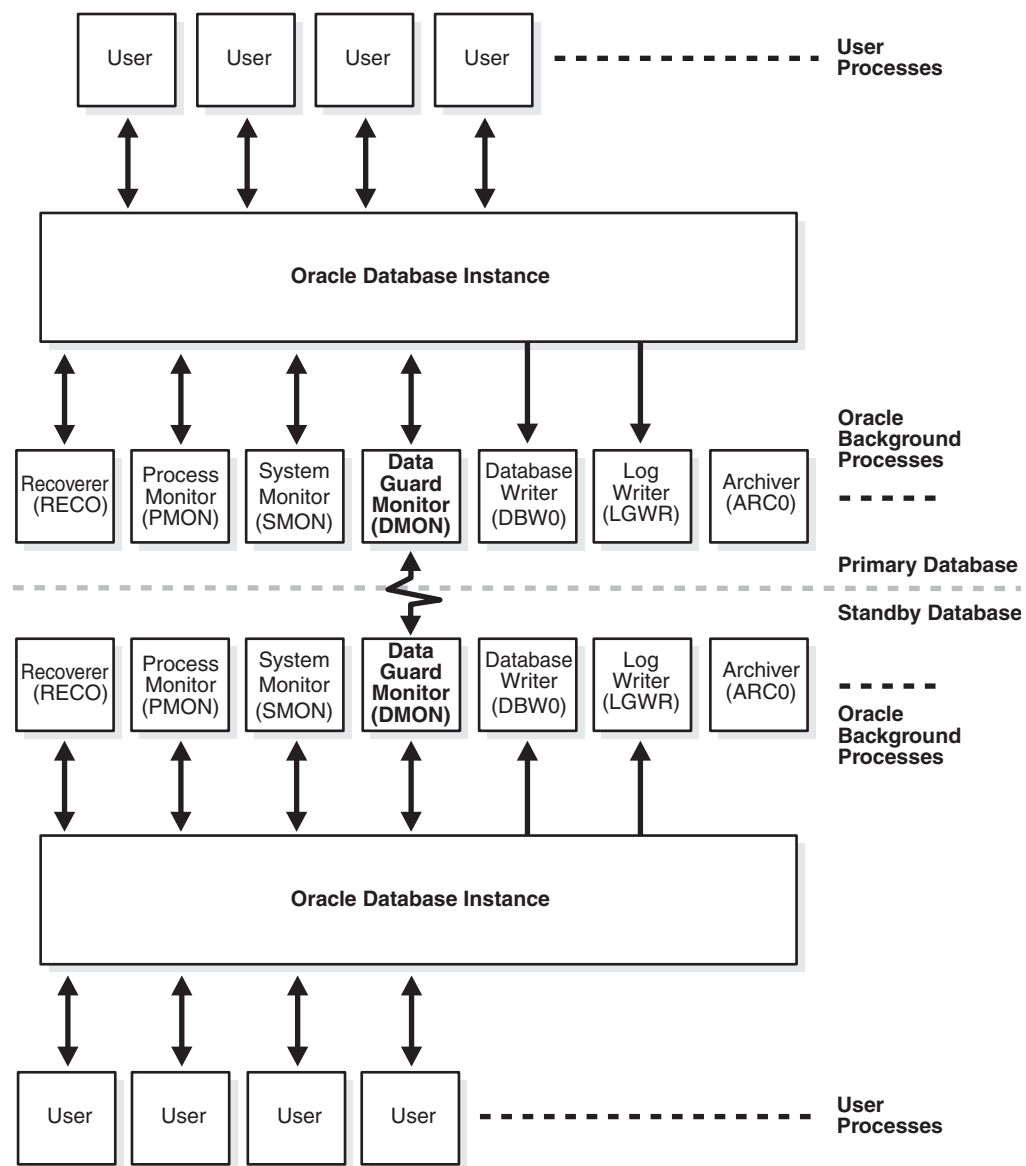 User
User
User
User
User
Processes
Oracle Database Instance
Oracle
Background
Processes
Recoverer
(RECO)
Process
Monitor
(PMON)
System
Monitor
(SMON)
Data
Guard
Monitor
(DMON)
Database
Writer
(DBW0)
Log
Writer
(LGWR)
Archiver
(ARC0)
Primary Database
Standby Database
Recoverer
(RECO)
Process
Monitor
(PMON)
System
Monitor
(SMON)
Data
Guard
Monitor
(DMON)
Database
Writer
(DBW0)
Log
Writer
(LGWR)
Archiver
(ARC0)
Oracle
Background
Processes
Oracle Database Instance
User
User
User
User
User
Processes